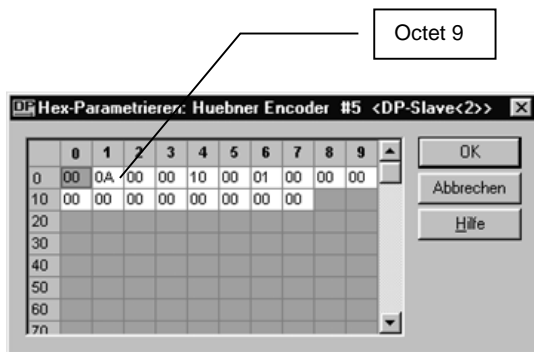 Octet 9
DP Hex-Parametrieren: Huebner Encoder #5 <DP-Slave<2>>
0 1 2 3 4 5 6 7 8 9
0 00 0A 00 00 10 00 01 00 00 00
10 00 00 00 00 00 00 00 00
20
30
40
50
60
70
OK
Abbrechen
Hilfe